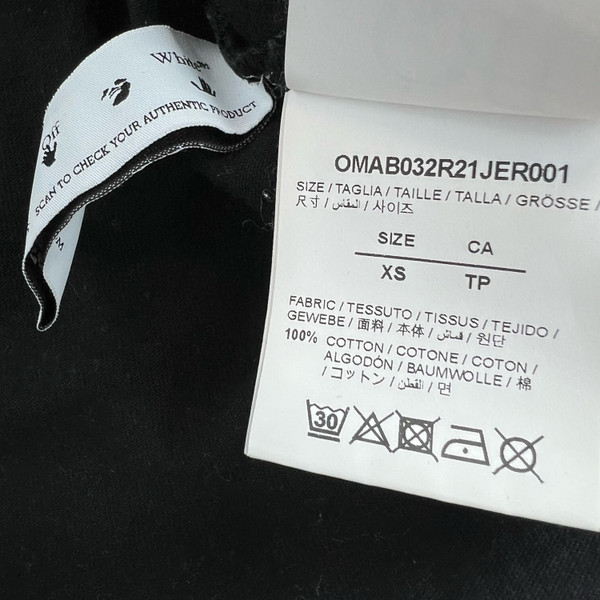 Off
White™
SCAN TO CHECK YOUR AUTHENTIC PRODUCT
OMAB032R21JER001
SIZE / TAGLIA / TAILLE / TALLA / GRÖSSE /
尺寸 / المقاس / 사이즈
SIZE CA
XS TP
FABRIC / TESSUTO / TISSUS / TEJIDO /
GEWEBE / 面料 / 本体 / قماش / 원단
100% COTTON / COTONE / COTON /
ALGODÓN / BAUMWOLLE / 棉
/ コットン / القطن / 면
30